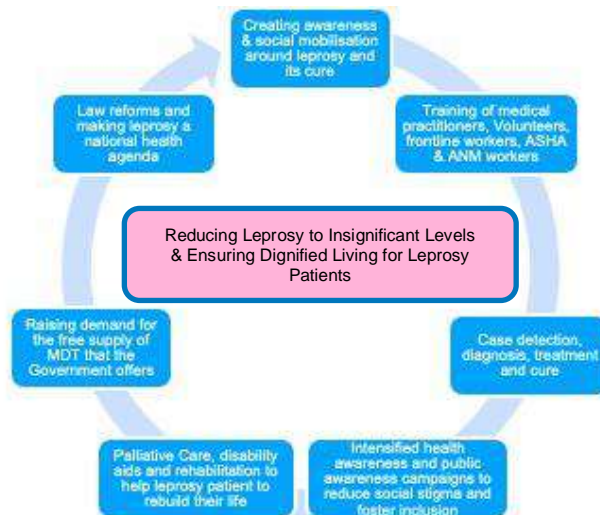 Creating awareness
& social mobilisation
around leprosy and
its cure
Training of medical
practitioners, Volunteers,
frontline workers, ASHA
& ANM workers
Case detection,
diagnosis, treatment
and cure
Intensified health
awareness and public
awareness campaigns to
reduce social stigma and
foster inclusion
Palliative Care, disability
aids and rehabilitation to
help leprosy patient to
rebuild their life
Raising demand for
the free supply of
MDT that the
Government offers
Law reforms and
making leprosy a
national health
agenda
Reducing Leprosy to Insignificant Levels
& Ensuring Dignified Living for Leprosy
Patients